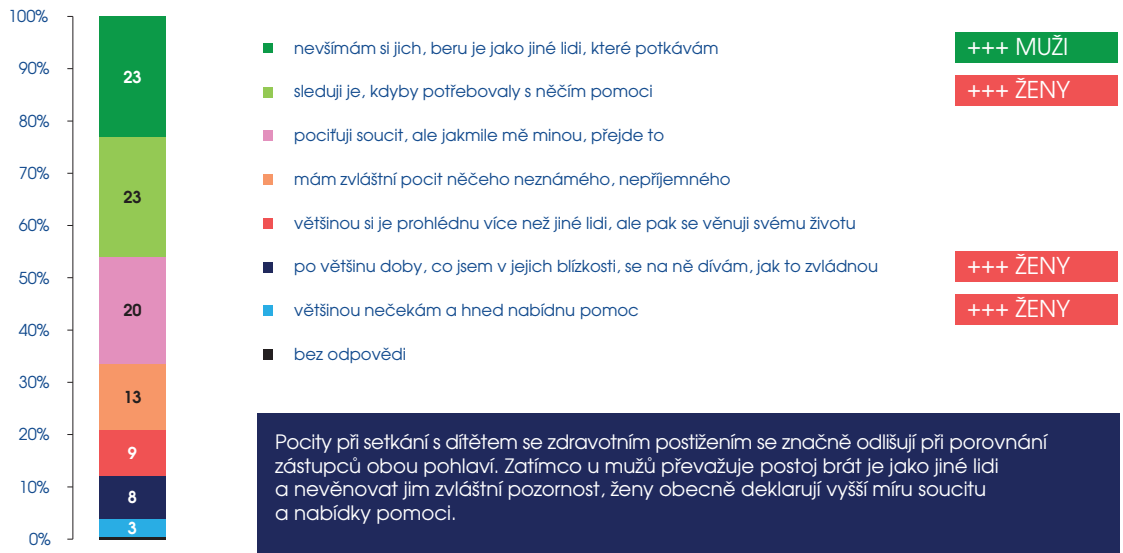 100%
90%
80%
70%
60%
50%
40%
30%
20%
10%
0%
23
23
20
13
9
8
3
nevšímám si jich, beru je jako jiné lidi, které potkávám
+++ MUŽI
sleduji je, kdyby potřebovaly s něčím pomoci
+++ ŽENY
pociťuji soucit, ale jakmile mě minou, přejde to
mám zvláštní pocit něčeho neznámého, nepříjemného
většinou si je prohlédnu více než jiné lidi, ale pak se věnuji svému životu
po většinu doby, co jsem v jejich blízkosti, se na ně dívám, jak to zvládnou
+++ ŽENY
většinou nečekám a hned nabídnu pomoc
+++ ŽENY
bez odpovědi
Pocity při setkání s dítětem se zdravotním postižením se značně odlišují při porovnání
zástupců obou pohlaví. Zatímco u mužů převažuje postoj brát je jako jiné lidi
a nevěnovat jim zvláštní pozornost, ženy obecně deklarují vyšší míru soucitu
a nabídky pomoci.